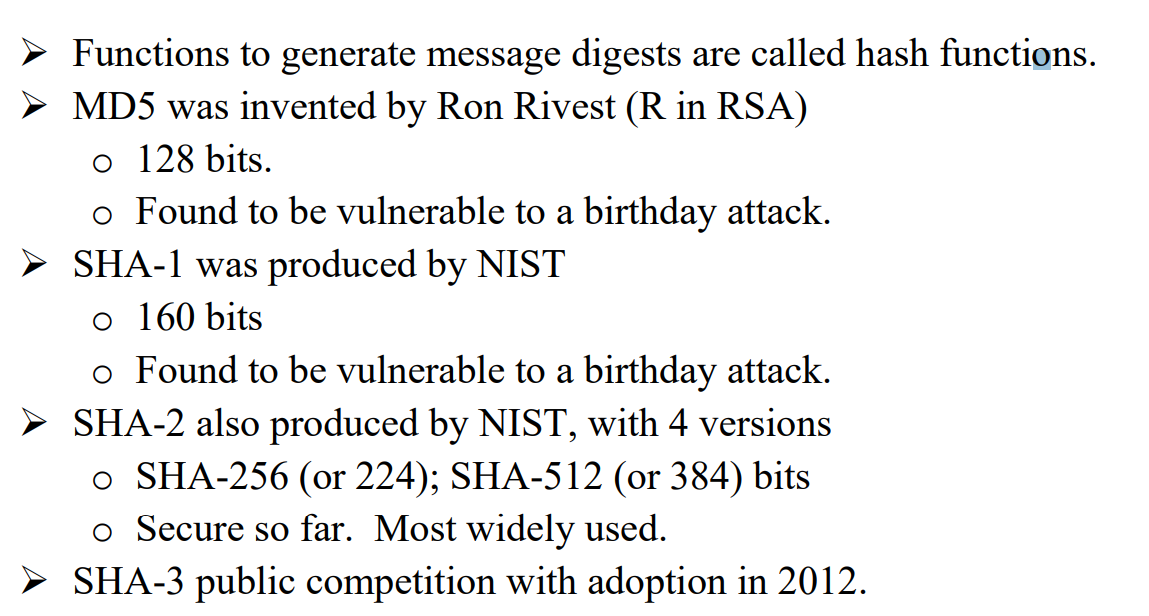 ➢ Functions to generate message digests are called hash functions.
➢ MD5 was invented by Ron Rivest (R in RSA)
o 128 bits.
o Found to be vulnerable to a birthday attack.
➢ SHA-1 was produced by NIST
o 160 bits
o Found to be vulnerable to a birthday attack.
➢ SHA-2 also produced by NIST, with 4 versions
o SHA-256 (or 224); SHA-512 (or 384) bits
o Secure so far.  Most widely used.
➢ SHA-3 public competition with adoption in 2012.